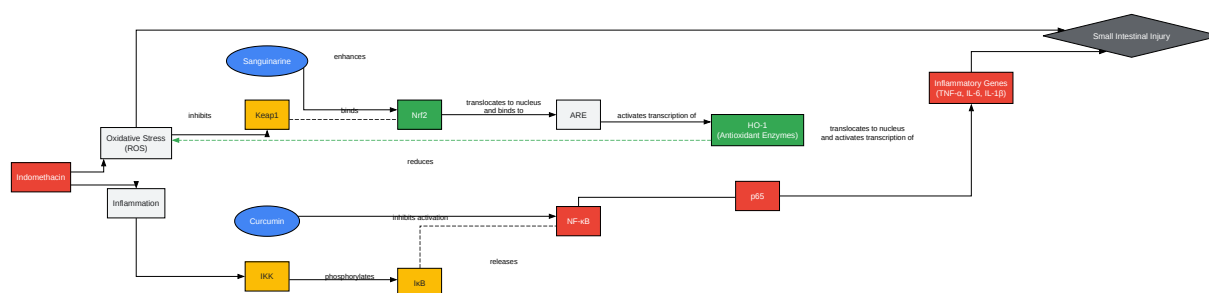 Small Intestinal Injury
Sanguinarine
enhances
Inflammatory Genes
(TNF-α, IL-6, IL-1β)
inhibits
Keap1
binds
Nrf2
translocates to nucleus
and binds to
ARE
activates transcription of
HO-1
(Antioxidant Enzymes)
translocates to nucleus
and activates transcription of
Oxidative Stress
(ROS)
reduces
Indomethacin
Inflammation
Curcumin
inhibits activation
NF-κB
p65
releases
IKK
phosphorylates
IκB